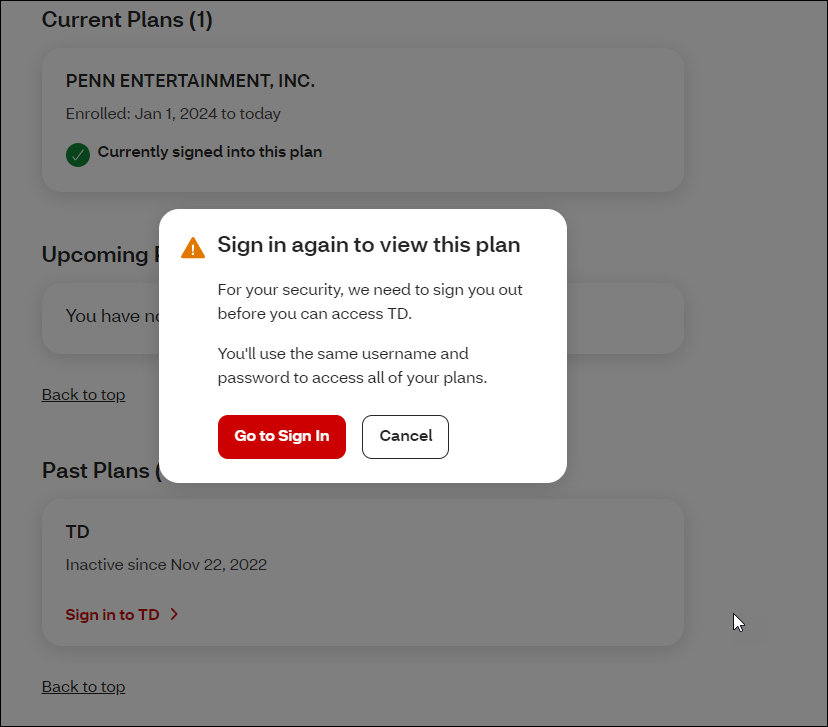 Current Plans (1)
PENN ENTERTAINMENT, INC.
Enrolled: Jan 1, 2024 to today
Currently signed into this plan
Upcoming
Sign in again to view this plan
For your security, we need to sign you out
before you can access TD.
You have
You'll use the same username and
password to access all of your plans.
Back to top
Go to Sign In
Cancel
Past Plans (
TD
Inactive since Nov 22, 2022
Sign in to TD
Back to top